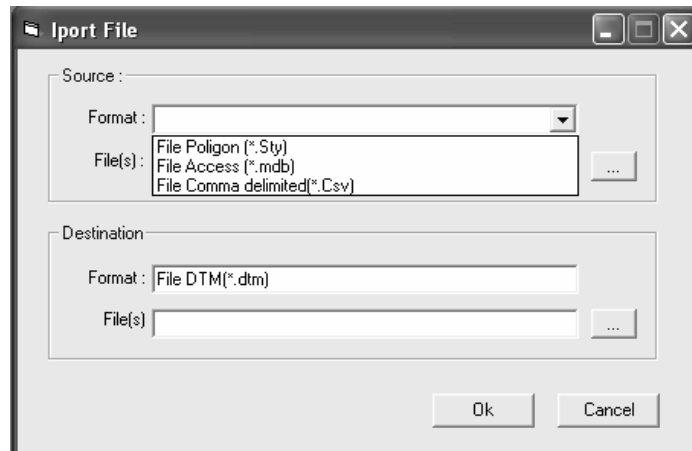 Iport File
Source :
Format :
File(s) :
File Poligon (*.Sty)
File Access (*.mdb)
File Comma delimited(*.Csv)
...
Destination
Format : File DTM(*.dtm)
File(s)
...
Ok Cancel